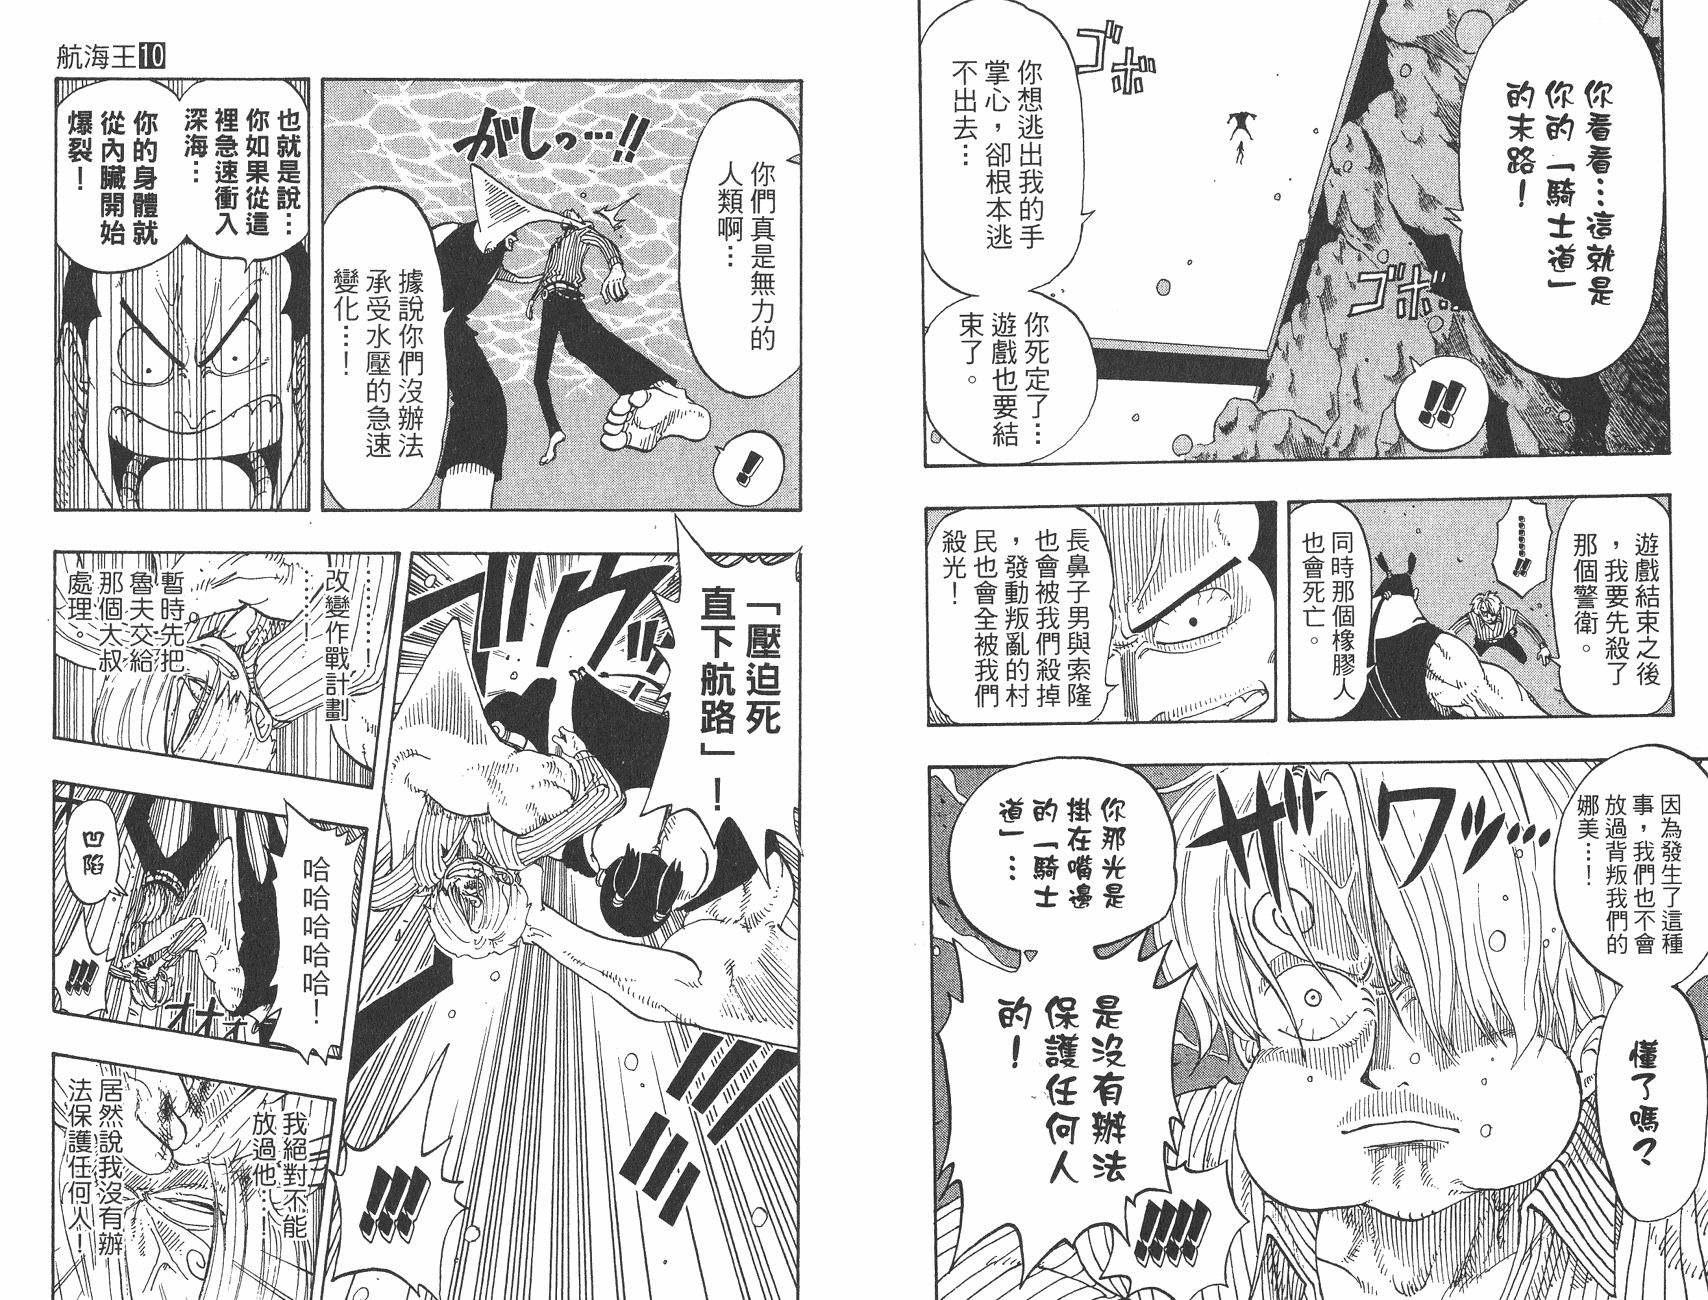 你看看…這就是
你的「騎士道」
的末路！
ゴボ
你想逃出我的手
掌心，卻根本逃
不出去…
ゴボ
你死定了…
遊戲也要結
束了。
!!
遊戲結束之後
，我要先殺了
那個警衛。
同時那個橡膠人
也會死亡。
長鼻子男與索隆
也會被我們殺掉
，發動叛亂的村
民也會全被我們
殺光！
因為發生了這種
事，我們也不會
放過背叛我們的
娜美…！
懂了嗎？
ザワッ…
你那光是
掛在嘴邊
的「騎士
道」…
是沒有辦法
保護任何人
的！
!!!!
航海王10
你們真是無力的
人類啊…
がしっ…!!
據說你們沒辦法
承受水壓的急速
變化…！
!
也就是說…
你如果從這
裡急速衝入
深海…
你的身體就
從內臟開始
爆裂！
「壓迫死
直下航路」！
!!!!
………！
改變作戰計劃
………！
暫時先把
魯夫交給
那個大叔
處理。
哈哈哈哈哈！
凹陷
!!!
オオオ
我絕對不能
放過他…！
居然說我沒有辦
法保護任何人！